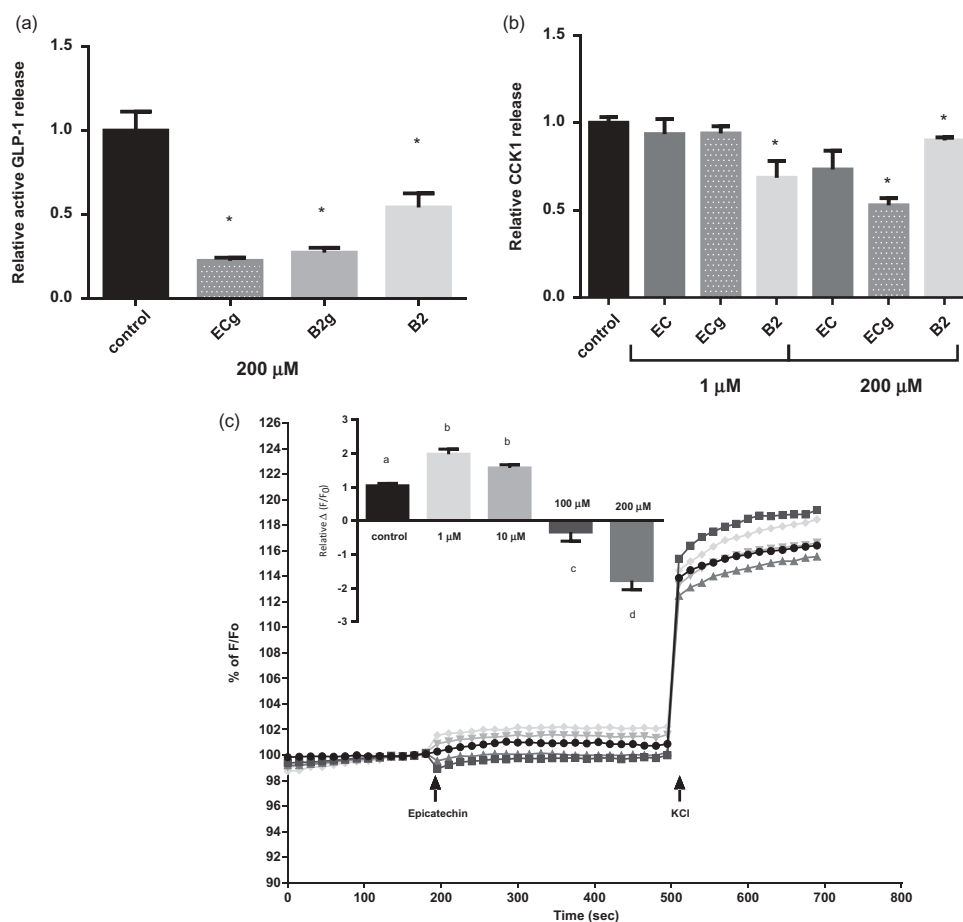 (a)
Relative active GLP-1 release
1.5
1.0
0.5
0.0
*
*
*
control
ECg
B2g
B2
200 µM
(b)
Relative CCK1 release
1.5
1.0
0.5
0.0
*
*
*
control
EC
ECg
B2
EC
ECg
B2
1 µM
200 µM
(c)
% of F/Fo
126
124
122
120
118
116
114
112
110
108
106
104
102
100
98
96
94
92
90
Relative Δ (F/F0)
3
2
1
0
-1
-2
-3
a
b
b
c
d
control
1 µM
10 µM
100 µM
200 µM
Epicatechin
KCl
0
100
200
300
400
500
600
700
800
Time (sec)